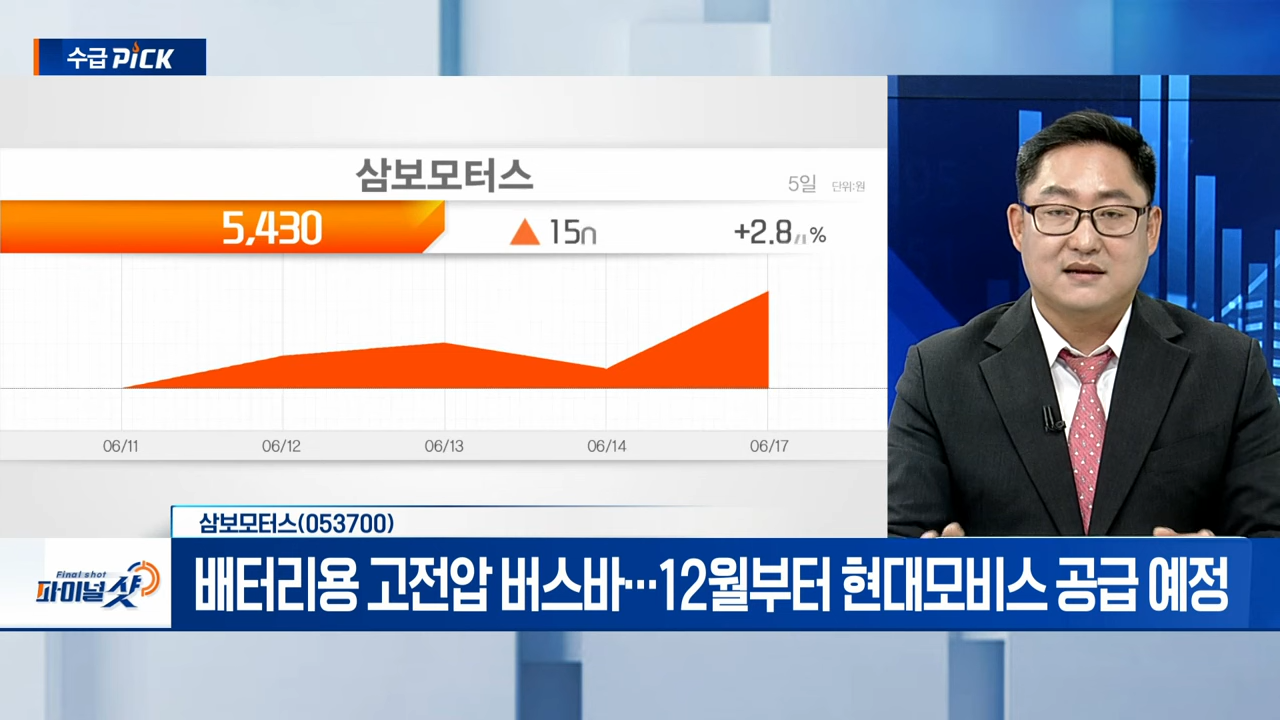 수급 PiCK
삼보모터스
5일 단위:원
5,430 ▲ +2.8 %
06/11 06/12 06/13 06/14 06/17
삼보모터스(053700)
Final shot
파이널샷
배터리용 고전압 버스바…12월부터 현대모비스 공급 예정